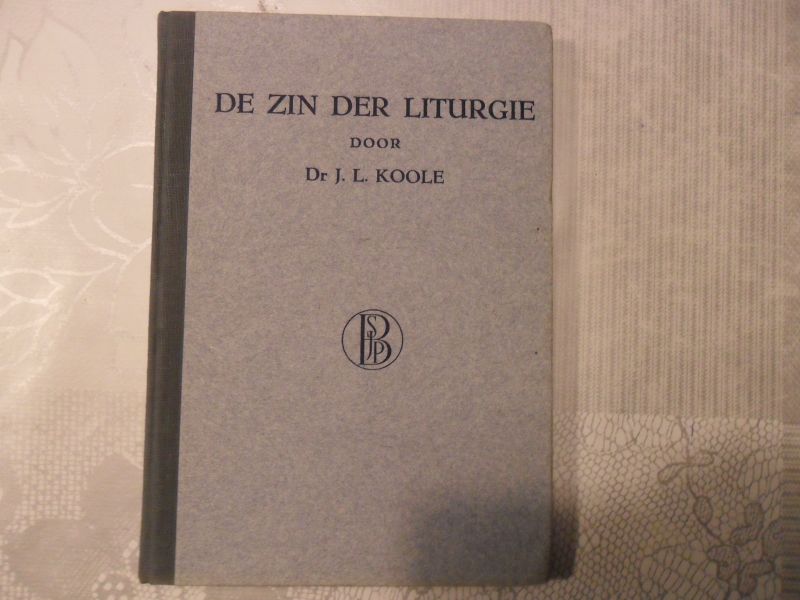 DE ZIN DER LITURGIE
DOOR
Dr J. L. KOOLE